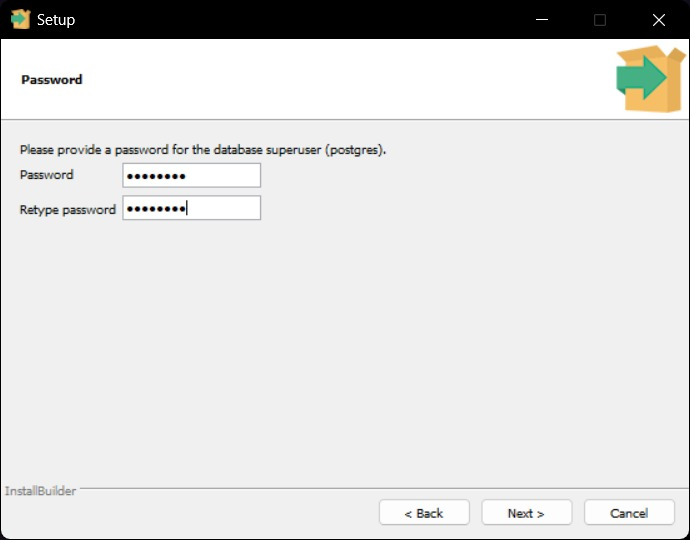 Setup
Password
Please provide a password for the database superuser (postgres).
Password ••••••••
Retype password ••••••••
InstallBuilder
< Back Next > Cancel